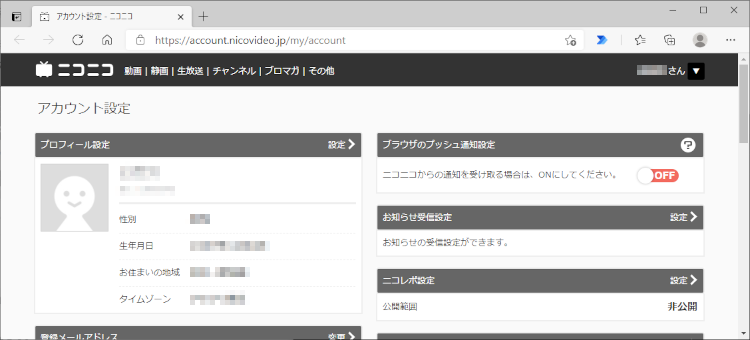 アカウント設定 - ニコニコ
https://account.nicovideo.jp/my/account
ニコニコ
動画 | 静画 | 生放送 | チャンネル | ブロマガ | その他
さん ▼
アカウント設定
プロフィール設定
設定
性別
生年月日
お住まいの地域
タイムゾーン
登録メールアドレス
変更
ブラウザのプッシュ通知設定
?
ニコニコからの通知を受け取る場合は、ONにしてください。
OFF
お知らせ受信設定
設定
お知らせの受信設定ができます。
ニコレポ設定
設定
公開範囲
非公開